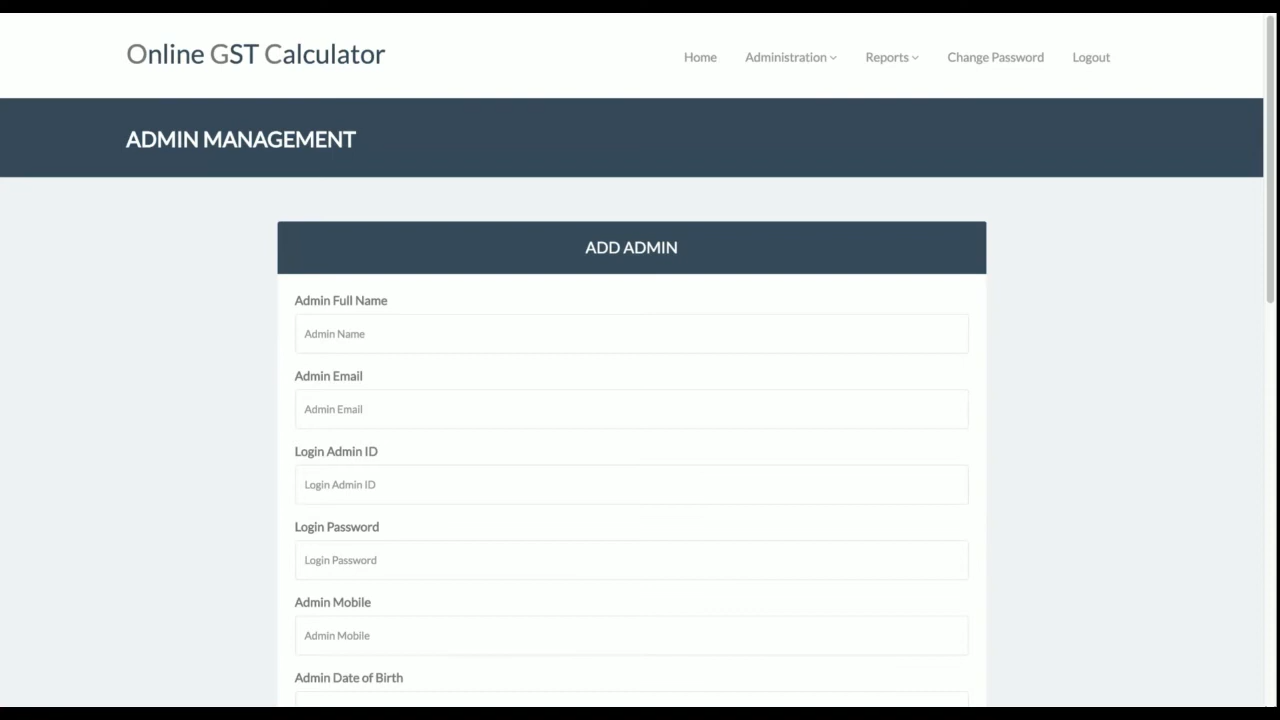 Online GST Calculator
Home Administration Reports Change Password Logout
ADMIN MANAGEMENT
ADD ADMIN
Admin Full Name
Admin Name
Admin Email
Admin Email
Login Admin ID
Login Admin ID
Login Password
Login Password
Admin Mobile
Admin Mobile
Admin Date of Birth